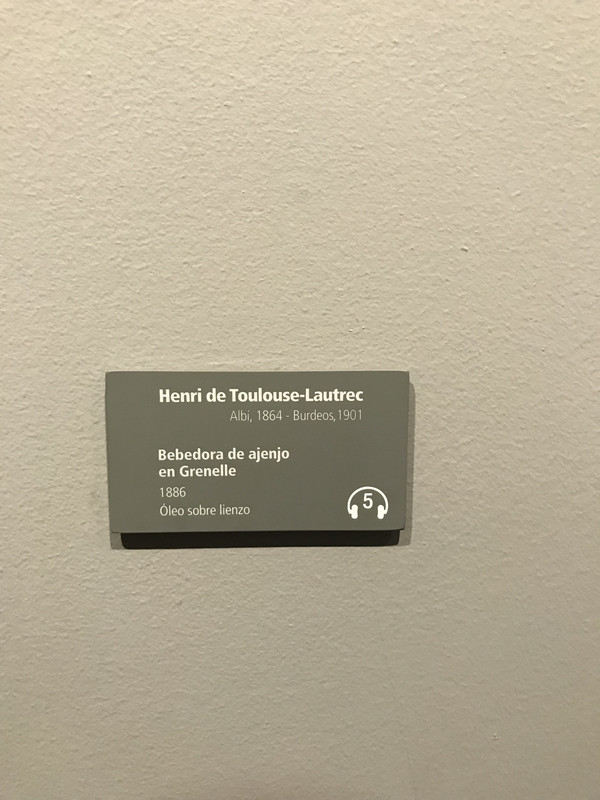 Henri de Toulouse-Lautrec
Albi, 1864 - Burdeos,1901
Bebedora de ajenjo
en Grenelle
1886
Óleo sobre lienzo
5